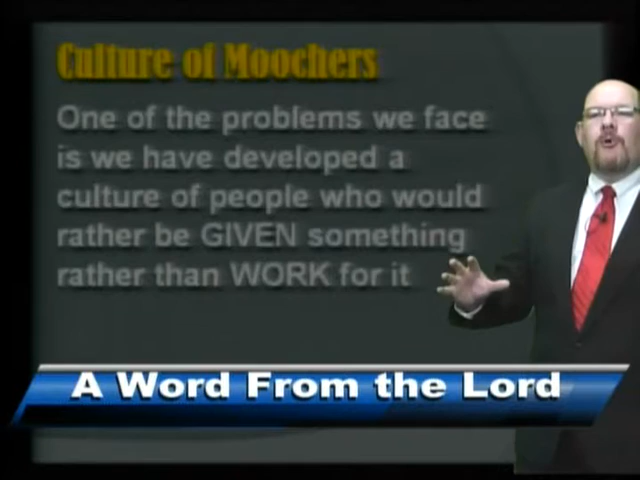 Culture of Moochers
One of the problems we face
is we have developed a
culture of people who would
rather be GIVEN something
rather than WORK for it
A Word From the Lord